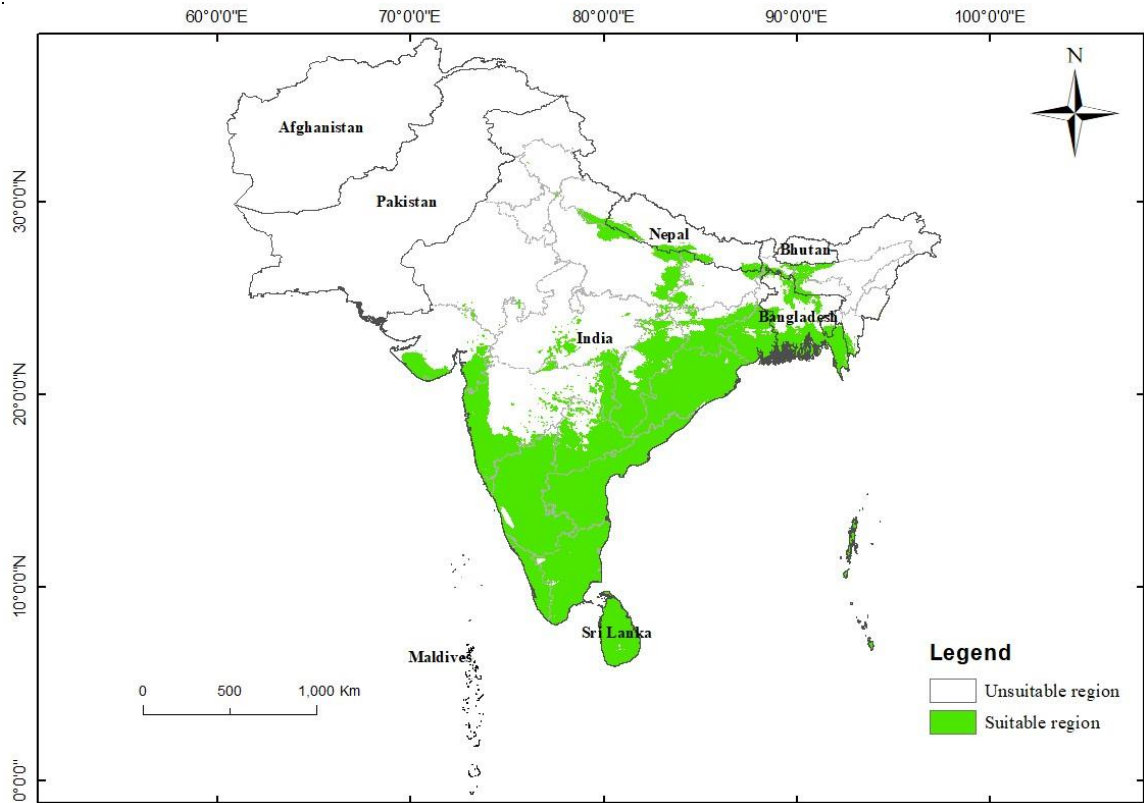 60°0'0"E 70°0'0"E 80°0'0"E 90°0'0"E 100°0'0"E
N
Afghanistan
30°0'0"N
Pakistan
Nepal
Bhutan
Bangladesh
India
20°0'0"N
10°0'0"N
Sri Lanka
Maldives
Legend
0 500 1,000 Km
Unsuitable region
Suitable region
0°0'0"